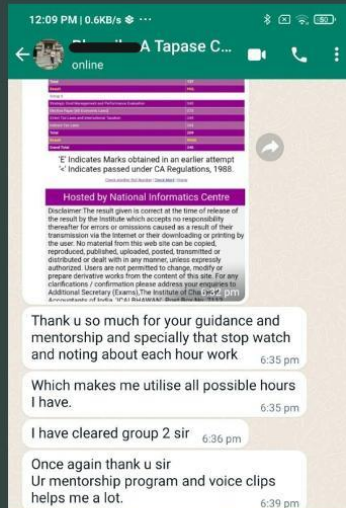 12:09 PM | 0.6KB/s ...
50
A Tapase C...
online
'E' Indicates Marks obtained in an earlier attempt
'<' Indicates passed under CA Regulations, 1988.
Hosted by National Informatics Centre
Disclaimer:The result given is correct at the time of release of
the result by the Institute which accepts no responsibility
thereafter for errors or omissions caused as a result of their
transmission via the Internet or their downloading or printing by
the user. No material from this web site can be copied,
reproduced, published, uploaded, posted, transmitted or
distributed or dealt with in any manner, unless expressly
authorized. Users are not permitted to change, modify or
prepare derivative works from the content of this site. For any
clarifications / confirmation please address your enquiries to
Additional Secretary (Exams),The Institute of
6:32 pm
Thank u so much for your guidance and
mentorship and specially that stop watch
and noting about each hour work 6:35 pm
Which makes me utilise all possible hours
I have. 6:35 pm
I have cleared group 2 sir 6:36 pm
Once again thank u sir
Ur mentorship program and voice clips
helps me a lot. 6:39 pm